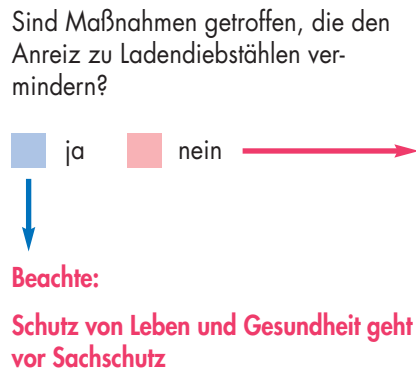 Sind Maßnahmen getroffen, die den
Anreiz zu Ladendiebstählen ver-
mindern?
ja nein
Beachte:
Schutz von Leben und Gesundheit geht
vor Sachschutz